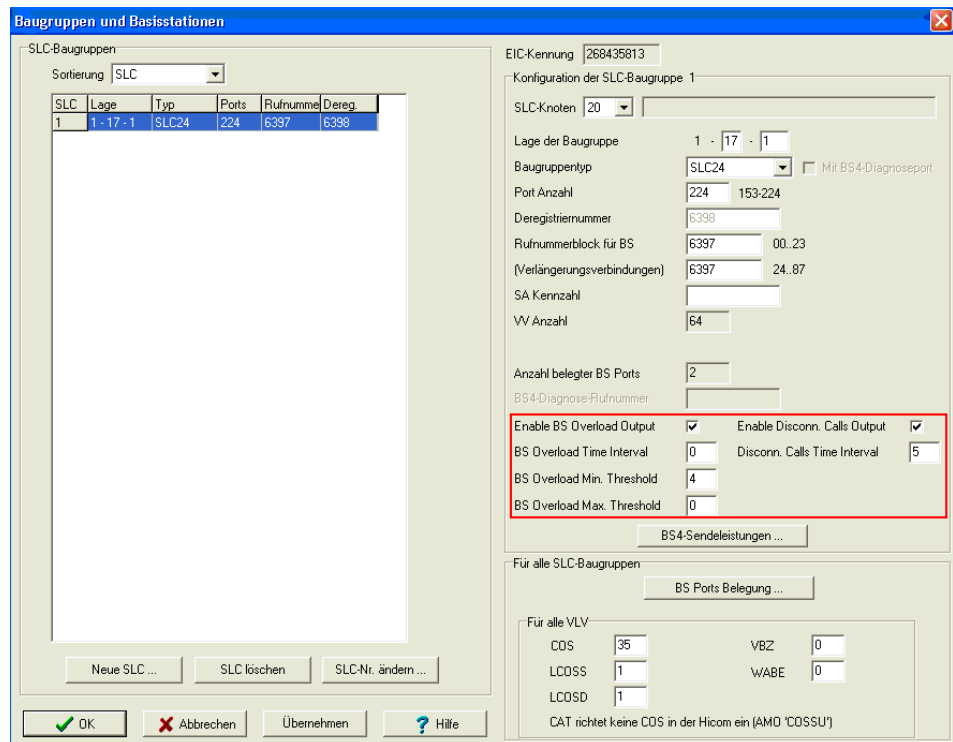 Baugruppen und Basisstationen
SLC-Baugruppen
Sortierung SLC
SLC Lage Typ Ports Rufnumme Dereg.
1 1 - 17 - 1 SLC24 224 6397 6398
Neue SLC ... SLC löschen SLC-Nr. ändern ...
OK Abbrechen Übernehmen Hilfe
EIC-Kennung 268435813
Konfiguration der SLC-Baugruppe 1
SLC-Knoten 20
Lage der Baugruppe 1 - 17 - 1
Baugruppentyp SLC24 Mit BS4-Diagnoseport
Port Anzahl 224 153-224
Deregistriernummer 6398
Rufnummerblock für BS 6397 00..23
(Verlängerungsverbindungen) 6397 24..87
SA Kennzahl
VV Anzahl 64
Anzahl belegter BS Ports 2
BS4-Diagnose-Rufnummer
Enable BS Overload Output Enable Disconn. Calls Output
BS Overload Time Interval 0 Disconn. Calls Time Interval 5
BS Overload Min. Threshold 4
BS Overload Max. Threshold 0
BS4-Sendeleistungen ...
Für alle SLC-Baugruppen
BS Ports Belegung ...
Für alle VLV
COS 35 VBZ 0
LCOSS 1 WABE 0
LCOSD 1
CAT richtet keine COS in der Hicom ein (AMO 'COSSU')